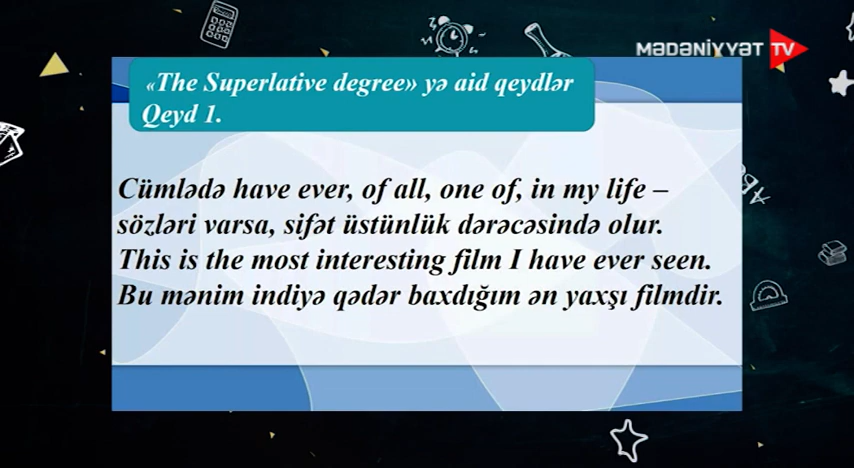 MƏDƏNİYYƏT TV
«The Superlative degree» yə aid qeydlər
Qeyd 1.
Cümlədə have ever, of all, one of, in my life –
sözləri varsa, sifət üstünlük dərəcəsində olur.
This is the most interesting film I have ever seen.
Bu mənim indiyə qədər baxdığım ən yaxşı filmdir.